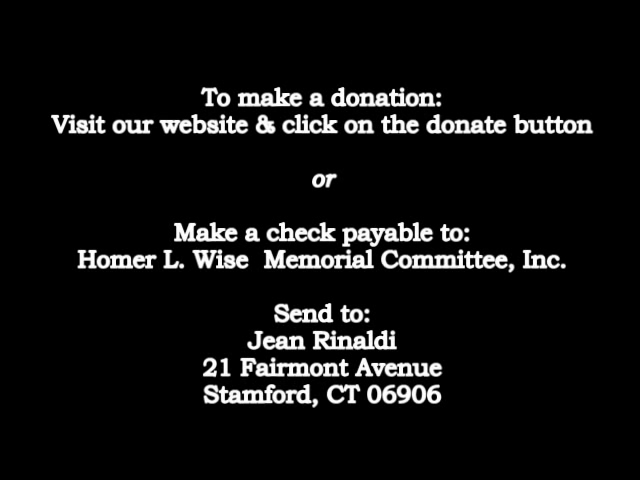 To make a donation:
Visit our website & click on the donate button
or
Make a check payable to:
Homer L. Wise Memorial Committee, Inc.
Send to:
Jean Rinaldi
21 Fairmont Avenue
Stamford, CT 06906